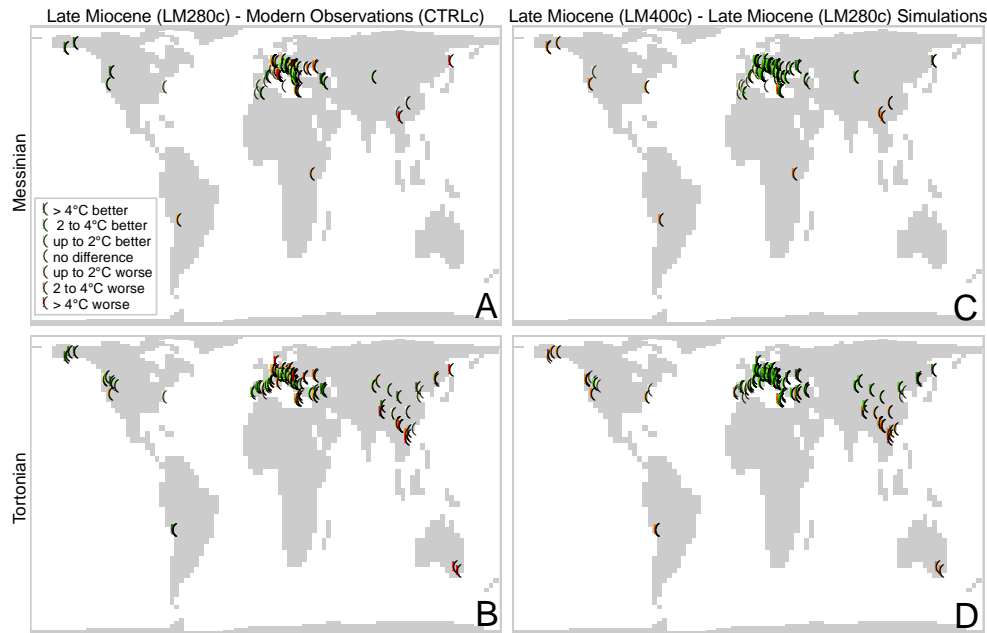 Late Miocene (LM280c) - Modern Observations (CTRLc)
Late Miocene (LM400c) - Late Miocene (LM280c) Simulations
Messinian
> 4°C better
2 to 4°C better
up to 2°C better
no difference
up to 2°C worse
2 to 4°C worse
> 4°C worse
A
C
Tortonian
B
D